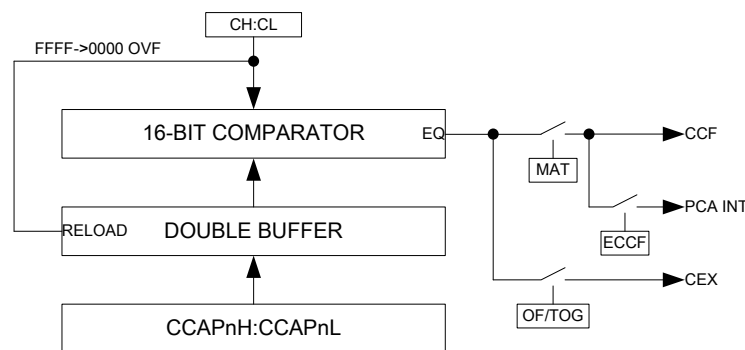 CH:CL
FFFF->0000 OVF
16-BIT COMPARATOR
EQ
CCF
MAT
PCA INT
RELOAD
DOUBLE BUFFER
ECCF
CEX
OF/TOG
CCAPnH:CCAPnL